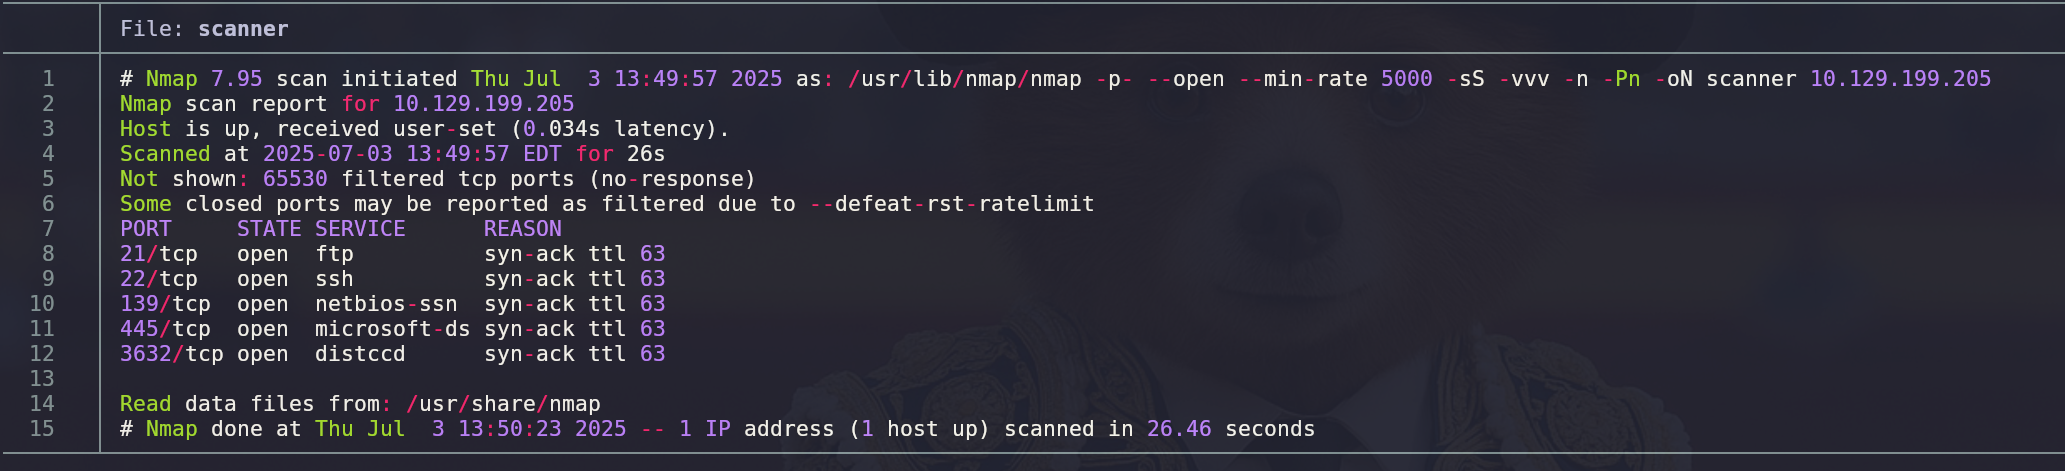 File: scanner
1 # Nmap 7.95 scan initiated Thu Jul  3 13:49:57 2025 as: /usr/lib/nmap/nmap -p- --open --min-rate 5000 -sS -vvv -n -Pn -oN scanner 10.129.199.205
2 Nmap scan report for 10.129.199.205
3 Host is up, received user-set (0.034s latency).
4 Scanned at 2025-07-03 13:49:57 EDT for 26s
5 Not shown: 65530 filtered tcp ports (no-response)
6 Some closed ports may be reported as filtered due to --defeat-rst-ratelimit
7 PORT     STATE SERVICE      REASON
8 21/tcp   open  ftp          syn-ack ttl 63
9 22/tcp   open  ssh          syn-ack ttl 63
10 139/tcp  open  netbios-ssn  syn-ack ttl 63
11 445/tcp  open  microsoft-ds syn-ack ttl 63
12 3632/tcp open  distccd      syn-ack ttl 63
13
14 Read data files from: /usr/share/nmap
15 # Nmap done at Thu Jul  3 13:50:23 2025 -- 1 IP address (1 host up) scanned in 26.46 seconds